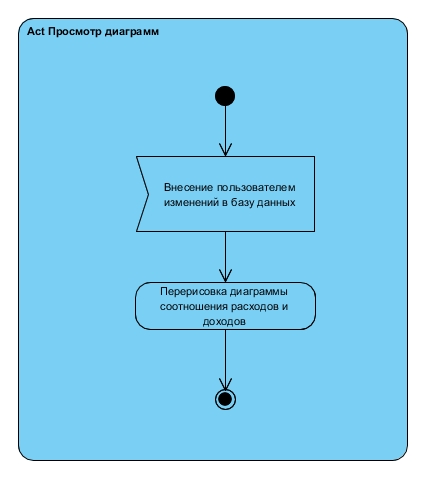 Act Просмотр диаграмм
Внесение пользователем
изменений в базу данных
Перерисовка диаграммы
соотношения расходов и
доходов